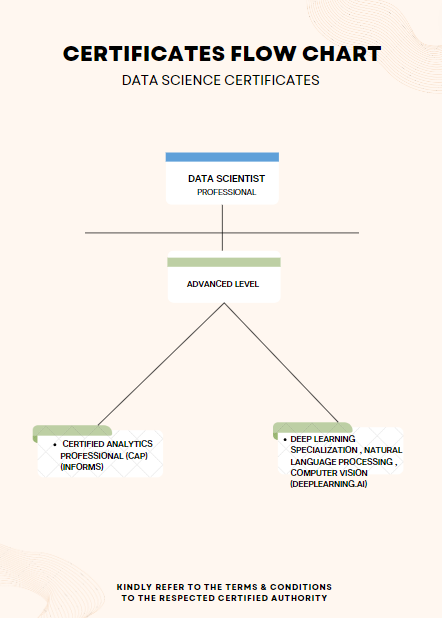 CERTIFICATES FLOW CHART
DATA SCIENCE CERTIFICATES
DATA SCIENTIST
PROFESSIONAL
ADVANCED LEVEL
• CERTIFIED ANALYTICS
PROFESSIONAL (CAP)
(INFORMS)
• DEEP LEARNING
SPECIALIZATION , NATURAL
LANGUAGE PROCESSING ,
COMPUTER VISION
(DEEPLEARNING.AI)
KINDLY REFER TO THE TERMS & CONDITIONS
TO THE RESPECTED CERTIFIED AUTHORITY